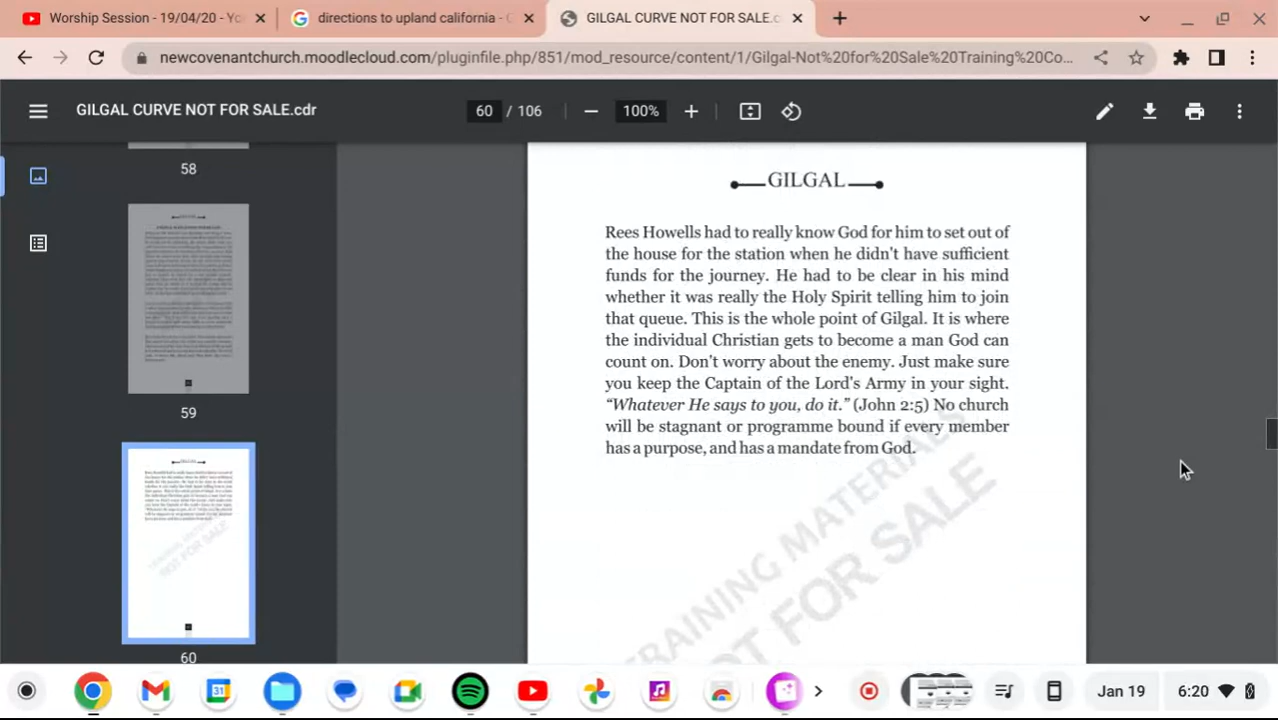 Worship Session - 19/04/20 - Yo
directions to upland california - G
GILGAL CURVE NOT FOR SALE.c
newcovenantchurch.moodlecloud.com/pluginfile.php/851/mod_resource/content/1/Gilgal-Not%20for%20Sale%20Training%20Co...
GILGAL CURVE NOT FOR SALE.cdr
60 / 106
100%
58
59
60
GILGAL
Rees Howells had to really know God for him to set out of
the house for the station when he didn't have sufficient
funds for the journey. He had to be clear in his mind
whether it was really the Holy Spirit telling him to join
that queue. This is the whole point of Gilgal. It is where
the individual Christian gets to become a man God can
count on. Don't worry about the enemy. Just make sure
you keep the Captain of the Lord's Army in your sight.
“Whatever He says to you, do it.” (John 2:5) No church
will be stagnant or programme bound if every member
has a purpose, and has a mandate from God.
TRAINING MATERIALS
NOT FOR SALE
31
Jan 19
6:20